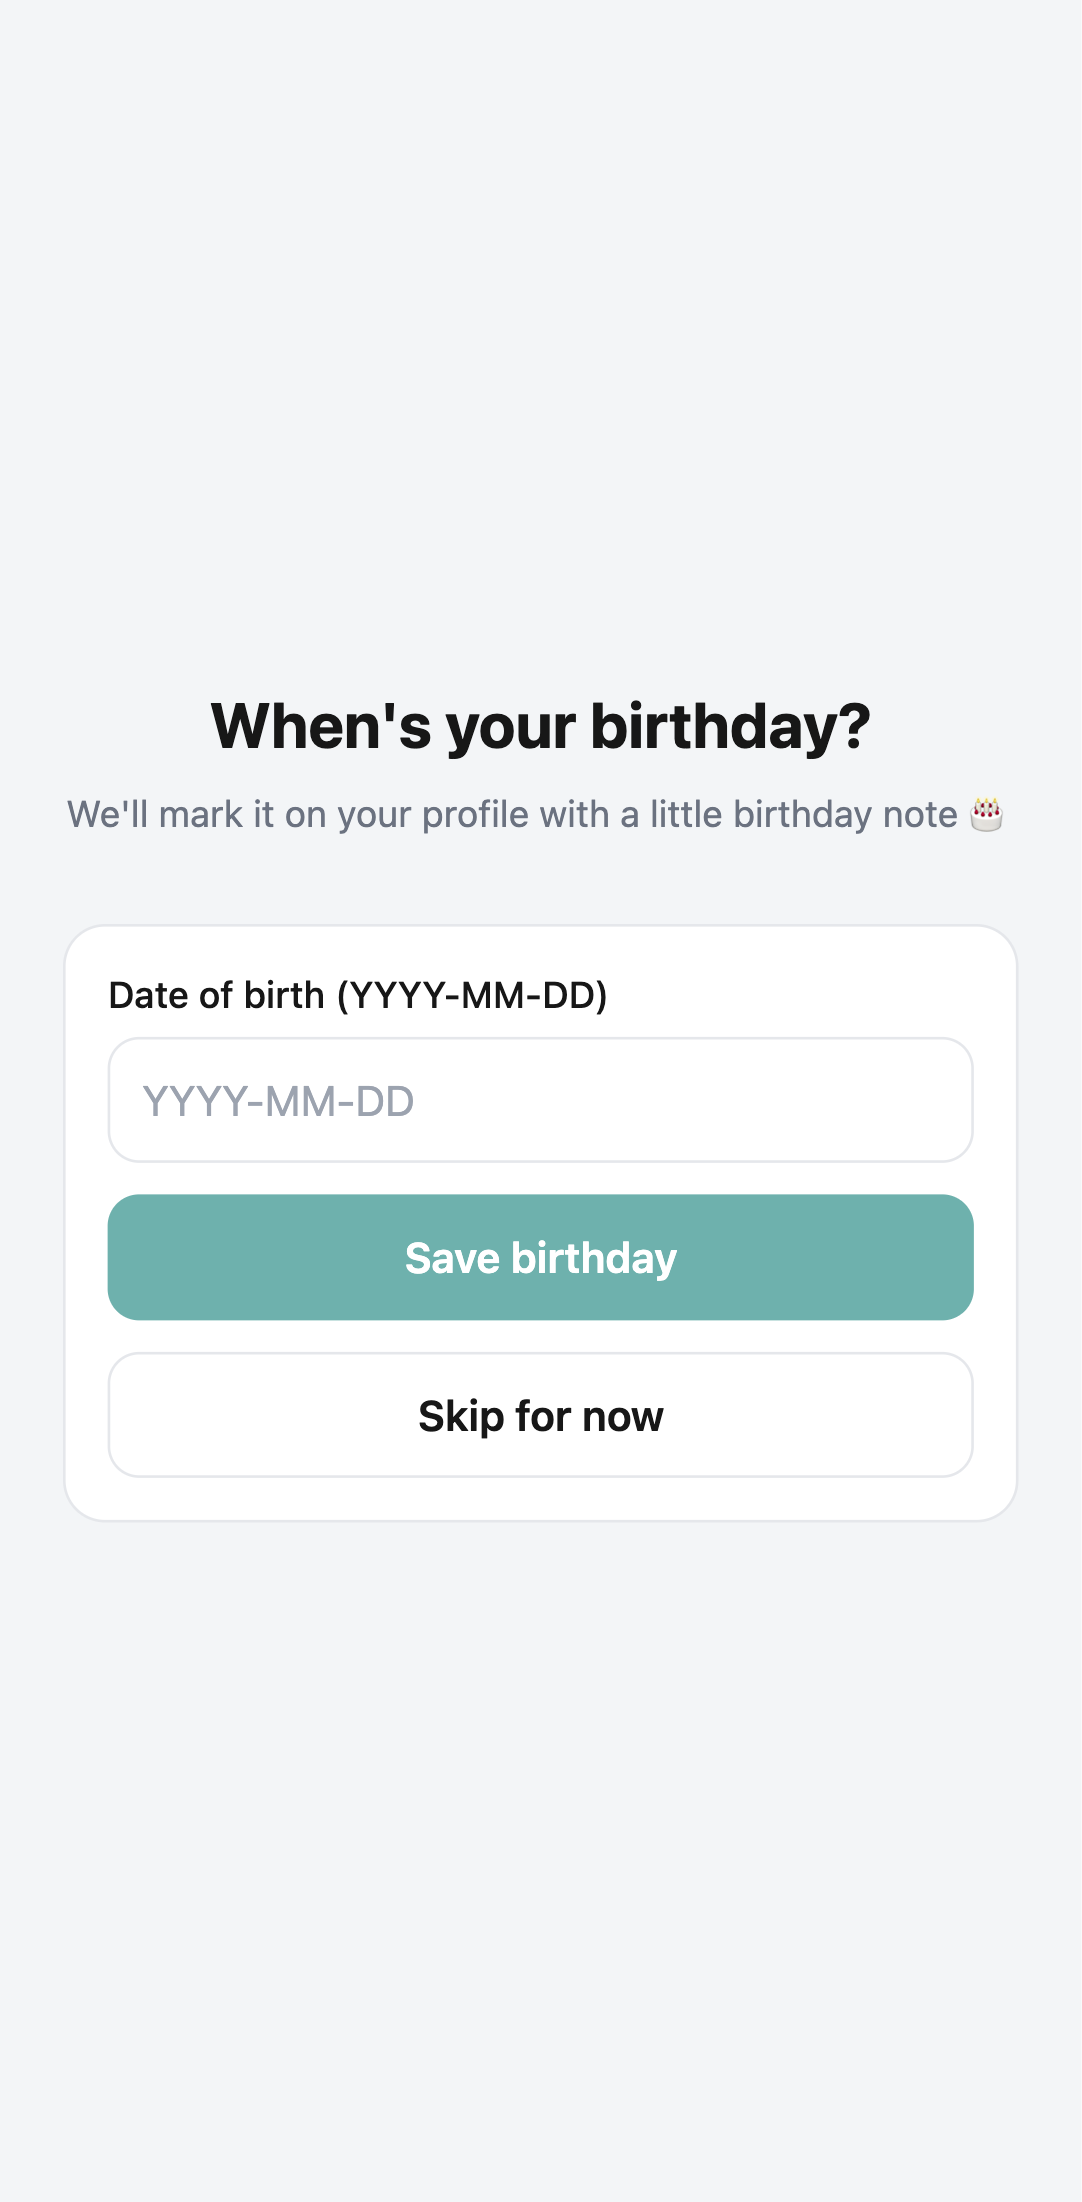 When's your birthday?
We'll mark it on your profile with a little birthday note 🎂
Date of birth (YYYY-MM-DD)
YYYY-MM-DD
Save birthday
Skip for now